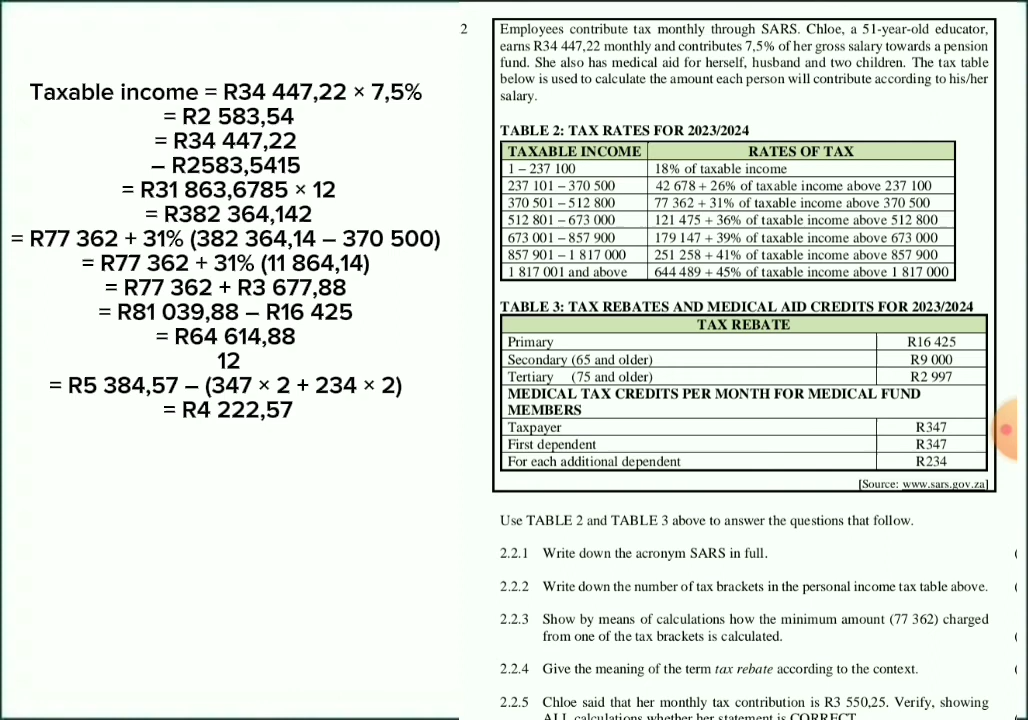 Taxable income = R34 447,22 × 7,5%
= R2 583,54
= R34 447,22
– R2583,5415
= R31 863,6785 × 12
= R382 364,142
= R77 362 + 31% (382 364,14 – 370 500)
= R77 362 + 31% (11 864,14)
= R77 362 + R3 677,88
= R81 039,88 – R16 425
= R64 614,88
12
= R5 384,57 – (347 × 2 + 234 × 2)
= R4 222,57
2
Employees contribute tax monthly through SARS. Chloe, a 51-year-old educator,
earns R34 447,22 monthly and contributes 7,5% of her gross salary towards a pension
fund. She also has medical aid for herself, husband and two children. The tax table
below is used to calculate the amount each person will contribute according to his/her
salary.
TABLE 2: TAX RATES FOR 2023/2024
TAXABLE INCOME RATES OF TAX
1 – 237 100 18% of taxable income
237 101 – 370 500 42 678 + 26% of taxable income above 237 100
370 501 – 512 800 77 362 + 31% of taxable income above 370 500
512 801 – 673 000 121 475 + 36% of taxable income above 512 800
673 001 – 857 900 179 147 + 39% of taxable income above 673 000
857 901 – 1 817 000 251 258 + 41% of taxable income above 857 900
1 817 001 and above 644 489 + 45% of taxable income above 1 817 000
TABLE 3: TAX REBATES AND MEDICAL AID CREDITS FOR 2023/2024
TAX REBATE
Primary R16 425
Secondary (65 and older) R9 000
Tertiary (75 and older) R2 997
MEDICAL TAX CREDITS PER MONTH FOR MEDICAL FUND
MEMBERS
Taxpayer R347
First dependent R347
For each additional dependent R234
[Source: www.sars.gov.za]
Use TABLE 2 and TABLE 3 above to answer the questions that follow.
2.2.1 Write down the acronym SARS in full. (
2.2.2 Write down the number of tax brackets in the personal income tax table above. (
2.2.3 Show by means of calculations how the minimum amount (77 362) charged
from one of the tax brackets is calculated. (
2.2.4 Give the meaning of the term tax rebate according to the context. (
2.2.5 Chloe said that her monthly tax contribution is R3 550,25. Verify, showing
ALL calculations whether her statement is CORRECT